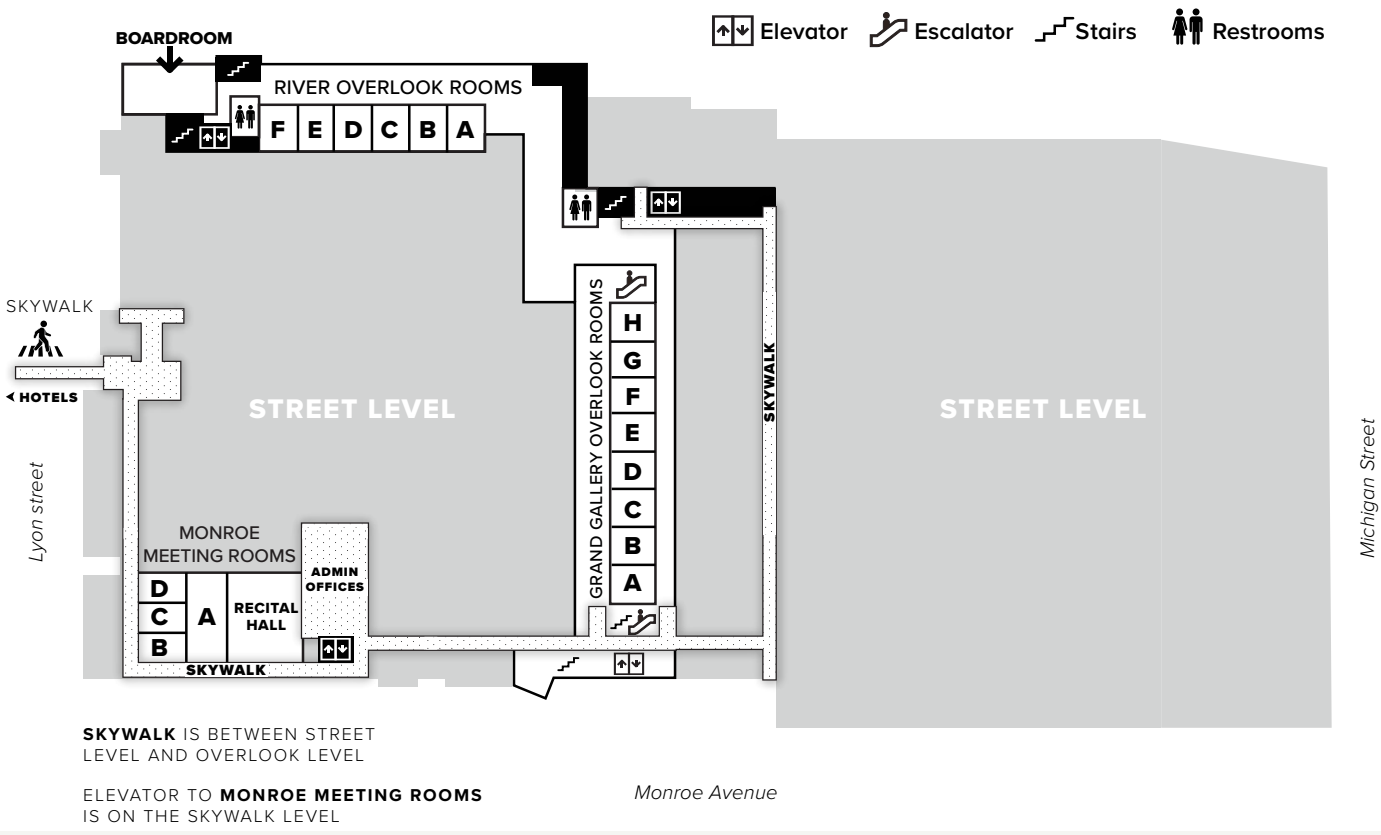 Elevator
Escalator
Stairs
Restrooms
BOARDROOM
RIVER OVERLOOK ROOMS
F E D C B A
SKYWALK
HOTELS
STREET LEVEL
GRAND GALLERY OVERLOOK ROOMS
H
G
F
E
D
C
B
A
SKYWALK
STREET LEVEL
Lyon street
Michigan Street
MONROE
MEETING ROOMS
D
C
B
A
RECITAL
HALL
ADMIN
OFFICES
SKYWALK
SKYWALK IS BETWEEN STREET
LEVEL AND OVERLOOK LEVEL
ELEVATOR TO MONROE MEETING ROOMS
IS ON THE SKYWALK LEVEL
Monroe Avenue